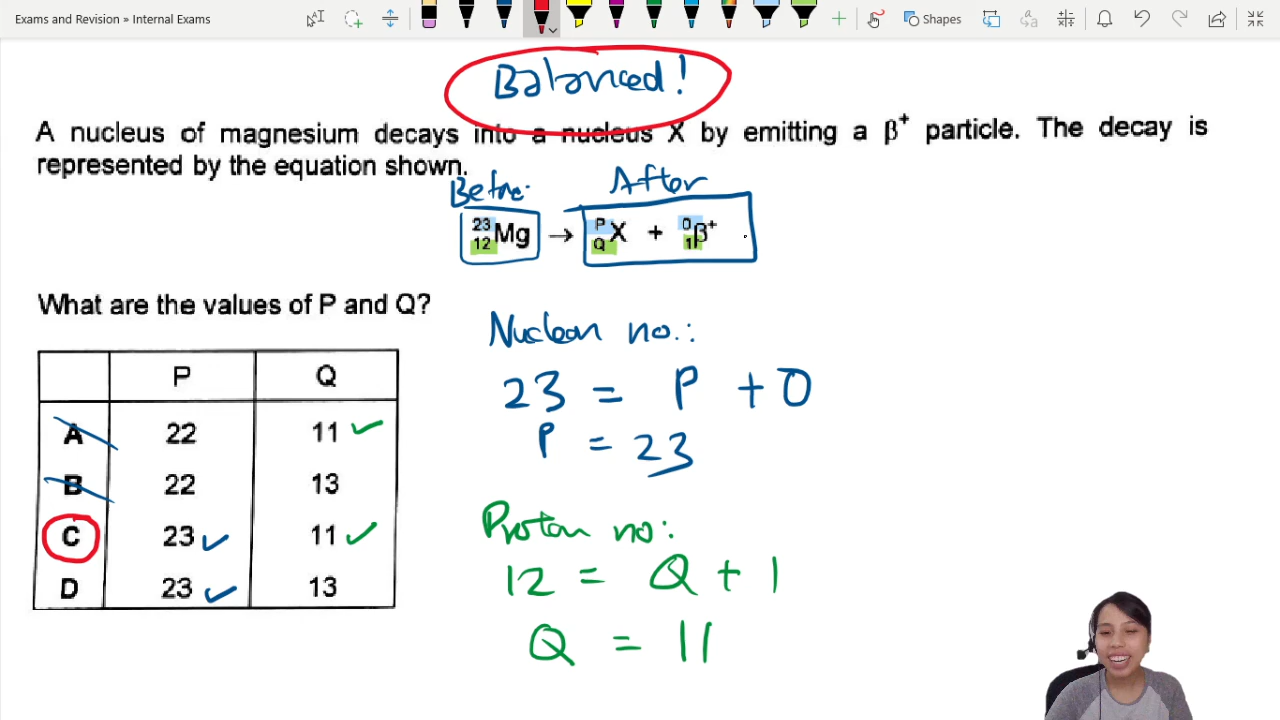 Exams and Revision » Internal Exams
Shapes
Balanced!
A nucleus of magnesium decays into a nucleus X by emitting a β⁺ particle. The decay is
represented by the equation shown.
Before: After
²³₁₂Mg → ᴾQX + ⁰₁β⁺
What are the values of P and Q?
P Q
A 22 11 ✓
B 22 13
C 23 ✓ 11 ✓
D 23 ✓ 13
Nucleon no.:
23 = P + 0
P = 23
Proton no:
12 = Q + 1
Q = 11